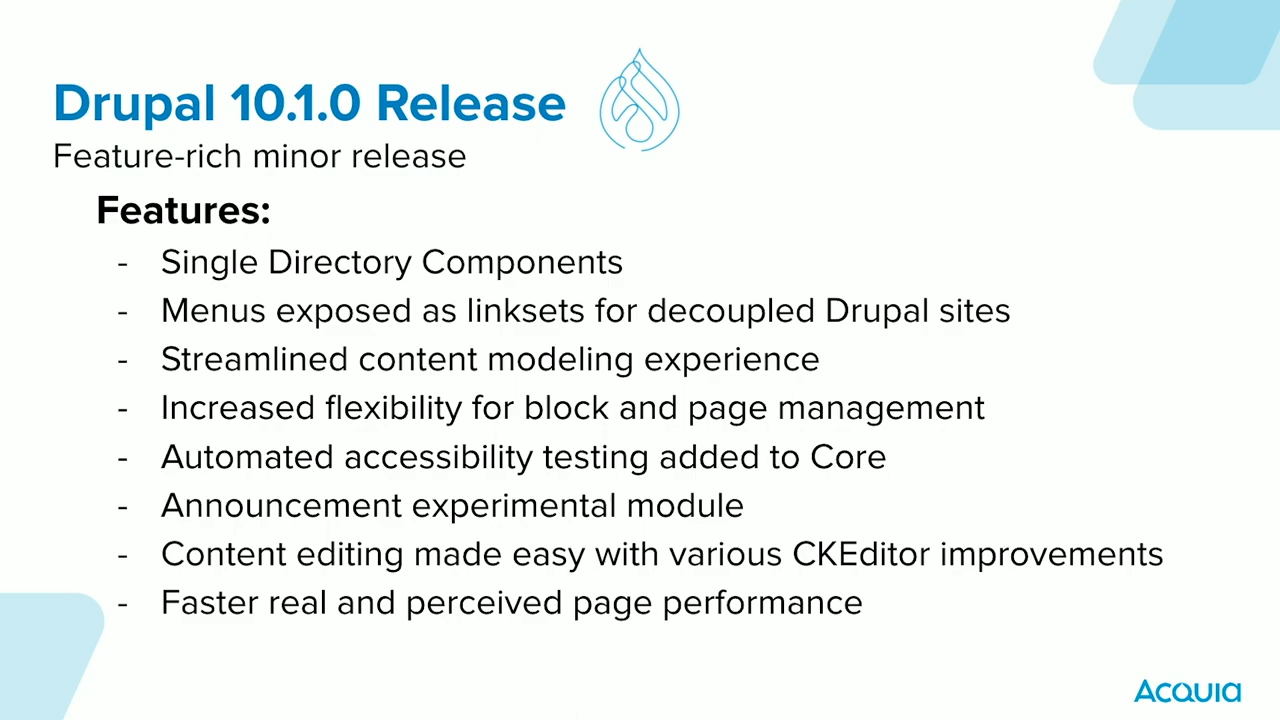 Drupal 10.1.0 Release
Feature-rich minor release
Features:
- Single Directory Components
- Menus exposed as linksets for decoupled Drupal sites
- Streamlined content modeling experience
- Increased flexibility for block and page management
- Automated accessibility testing added to Core
- Announcement experimental module
- Content editing made easy with various CKEditor improvements
- Faster real and perceived page performance
Acquia